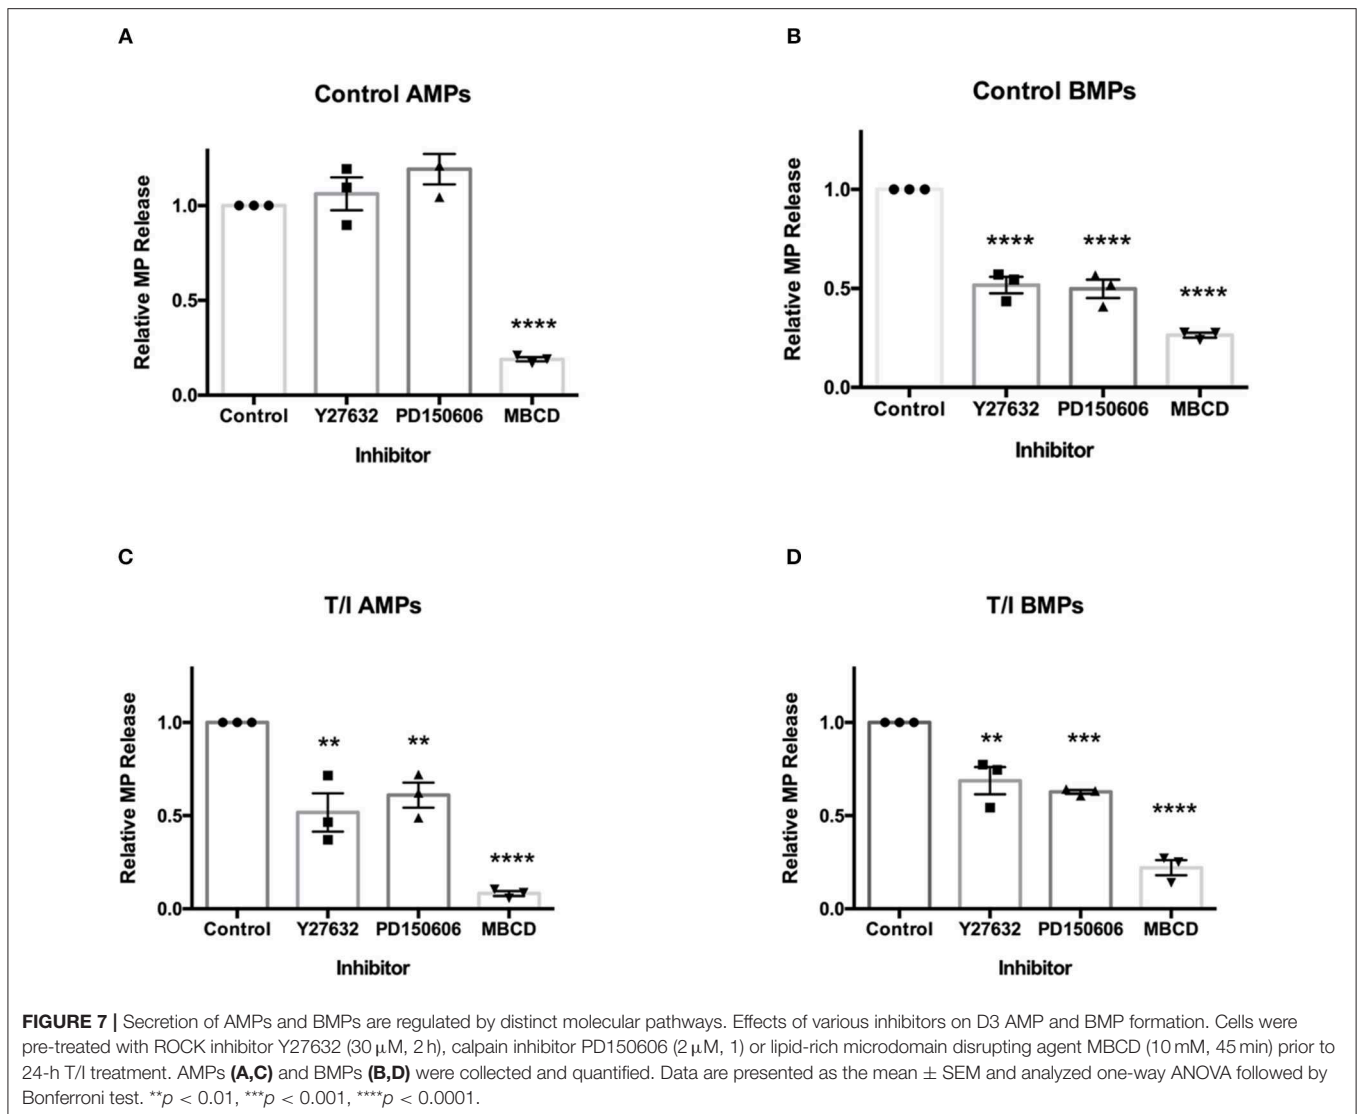 A
Control AMPs
Relative MP Release
1.0
0.5
0.0
****
Control Y27632 PD150606 MBCD
Inhibitor
B
Control BMPs
Relative MP Release
1.0
0.5
0.0
**** **** ****
Control Y27632 PD150606 MBCD
Inhibitor
C
T/I AMPs
Relative MP Release
1.0
0.5
0.0
** ** ****
Control Y27632 PD150606 MBCD
Inhibitor
D
T/I BMPs
Relative MP Release
1.0
0.5
0.0
** *** ****
Control Y27632 PD150606 MBCD
Inhibitor
FIGURE 7 | Secretion of AMPs and BMPs are regulated by distinct molecular pathways. Effects of various inhibitors on D3 AMP and BMP formation. Cells were
pre-treated with ROCK inhibitor Y27632 (30 μM, 2 h), calpain inhibitor PD150606 (2 μM, 1) or lipid-rich microdomain disrupting agent MBCD (10 mM, 45 min) prior to
24-h T/I treatment. AMPs (A,C) and BMPs (B,D) were collected and quantified. Data are presented as the mean ± SEM and analyzed one-way ANOVA followed by
Bonferroni test. **p < 0.01, ***p < 0.001, ****p < 0.0001.